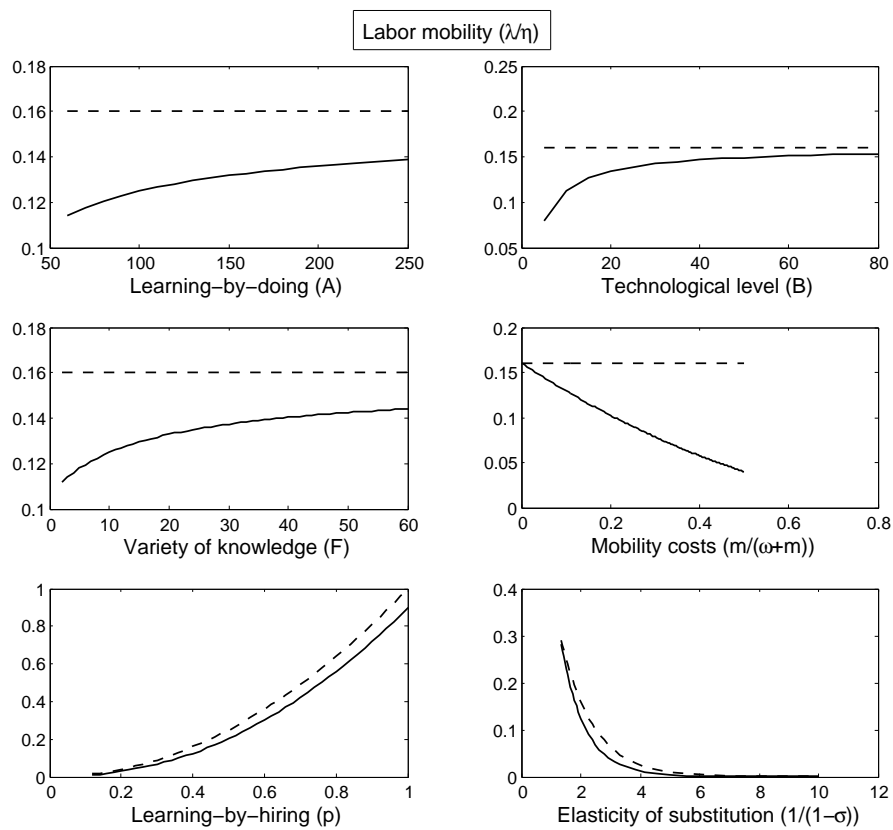 Labor mobility (λ/η)
0.18
0.16
0.14
0.12
0.1
50 100 150 200 250
Learning−by−doing (A)
0.25
0.2
0.15
0.1
0.05
0 20 40 60 80
Technological level (B)
0.18
0.16
0.14
0.12
0.1
0 10 20 30 40 50 60
Variety of knowledge (F)
0.2
0.15
0.1
0.05
0
0 0.2 0.4 0.6 0.8
Mobility costs (m/(ω+m))
1
0.8
0.6
0.4
0.2
0
0 0.2 0.4 0.6 0.8 1
Learning−by−hiring (p)
0.4
0.3
0.2
0.1
0
0 2 4 6 8 10 12
Elasticity of substitution (1/(1−σ))